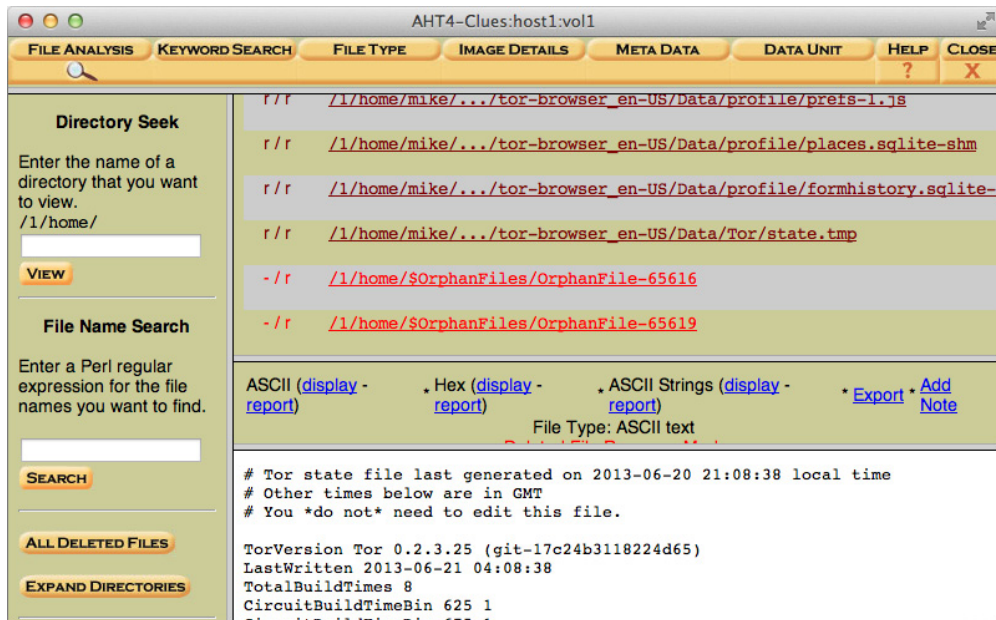 AHT4-Clues:host1:vol1
FILE ANALYSIS KEYWORD SEARCH FILE TYPE IMAGE DETAILS META DATA DATA UNIT HELP CLOSE
? X
Directory Seek
Enter the name of a
directory that you want
to view.
/1/home/
VIEW
File Name Search
Enter a Perl regular
expression for the file
names you want to find.
SEARCH
ALL DELETED FILES
EXPAND DIRECTORIES
r / r /1/home/mike/.../tor-browser_en-US/Data/profile/prefs-1.js
r / r /1/home/mike/.../tor-browser_en-US/Data/profile/places.sqlite-shm
r / r /1/home/mike/.../tor-browser_en-US/Data/profile/formhistory.sqlite-
r / r /1/home/mike/.../tor-browser_en-US/Data/Tor/state.tmp
- / r /1/home/$OrphanFiles/OrphanFile-65616
- / r /1/home/$OrphanFiles/OrphanFile-65619
ASCII (display - * Hex (display - * ASCII Strings (display - * Export * Add
report) report) report) Note
File Type: ASCII text
# Tor state file last generated on 2013-06-20 21:08:38 local time
# Other times below are in GMT
# You *do not* need to edit this file.
TorVersion Tor 0.2.3.25 (git-17c24b3118224d65)
LastWritten 2013-06-21 04:08:38
TotalBuildTimes 8
CircuitBuildTimeBin 625 1